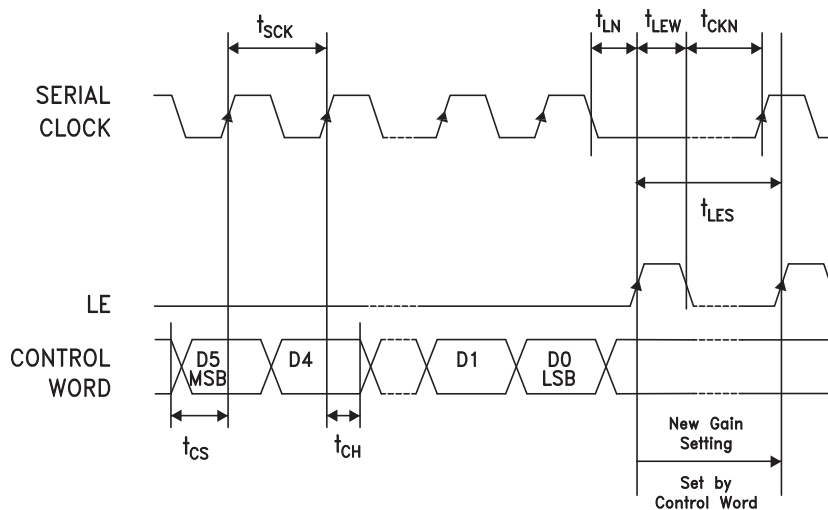 tSCK
tLN
tLEW
tCKN
SERIAL
CLOCK
tLES
LE
CONTROL
WORD
D5
MSB
D4
D1
D0
LSB
tCS
tCH
New Gain
Setting
Set by
Control Word